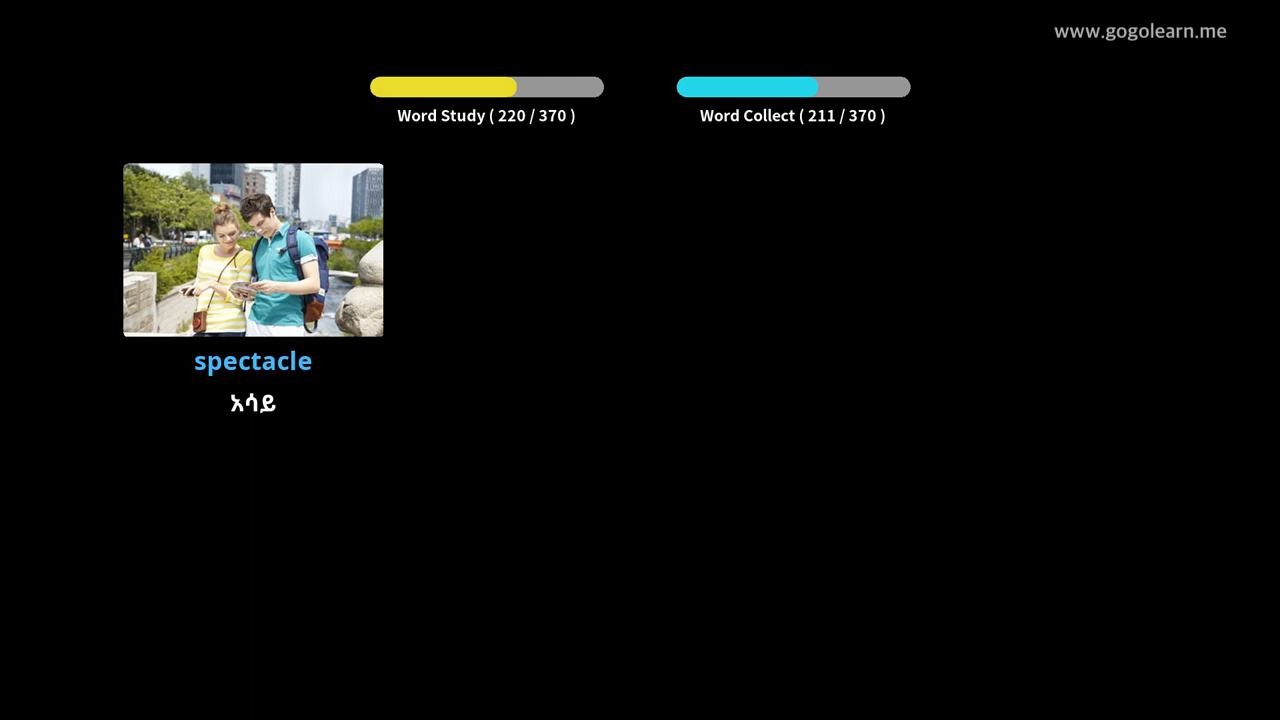 www.gogolearn.me
Word Study ( 220 / 370 )
Word Collect ( 211 / 370 )
spectacle
አሳይ